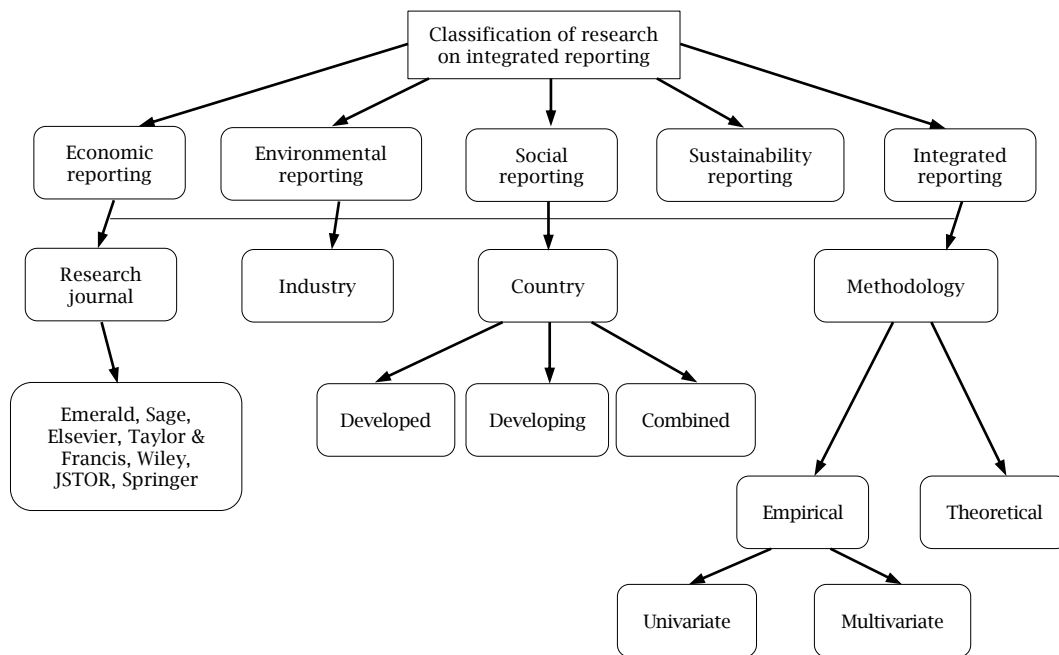 Classification of research
on integrated reporting
Economic
reporting
Environmental
reporting
Social
reporting
Sustainability
reporting
Integrated
reporting
Research
journal
Industry
Country
Methodology
Emerald, Sage,
Elsevier, Taylor &
Francis, Wiley,
JSTOR, Springer
Developed
Developing
Combined
Empirical
Theoretical
Univariate
Multivariate